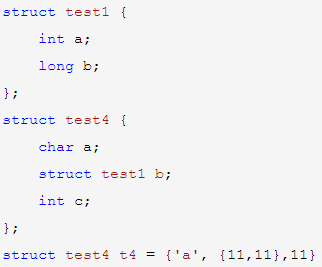 struct test1 {
    int a;
    long b;
};
struct test4 {
    char a;
    struct test1 b;
    int c;
};
struct test4 t4 = {'a', {11,11},11}